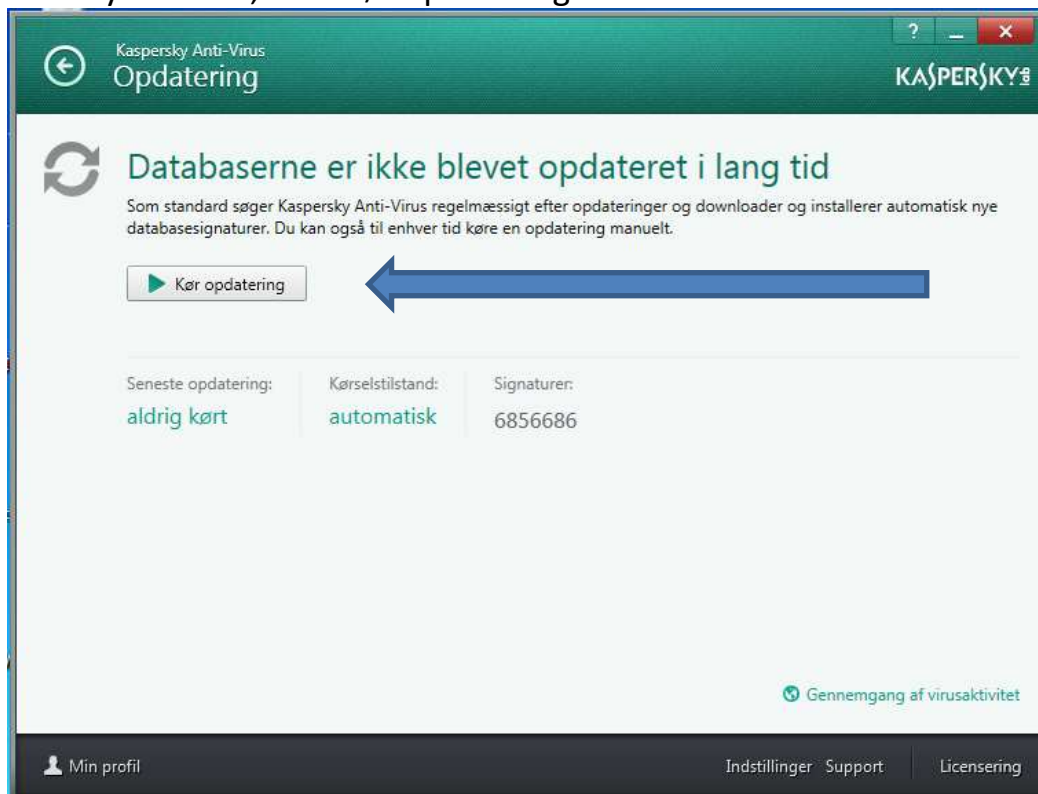 ?
Kaspersky Anti-Virus
Opdatering
KASPERSKY lab
Databaserne er ikke blevet opdateret i lang tid
Som standard søger Kaspersky Anti-Virus regelmæssigt efter opdateringer og downloader og installerer automatisk nye
databasesignaturer. Du kan også til enhver tid køre en opdatering manuelt.
Kør opdatering
Seneste opdatering: Kørselstilstand: Signaturer:
aldrig kørt automatisk 6856686
Gennemgang af virusaktivitet
Min profil Indstillinger Support Licensering